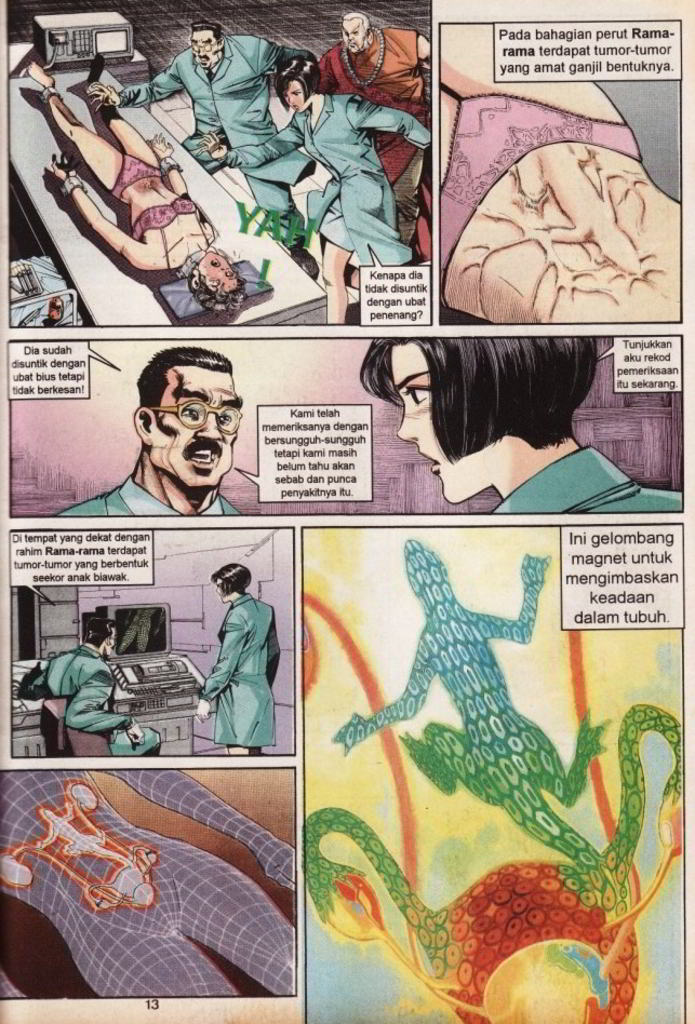 Pada bahagian perut Rama-
rama terdapat tumor-tumor
yang amat ganjil bentuknya.
YAH
!
Kenapa dia
tidak disuntik
dengan ubat
penenang?
Dia sudah
disuntik dengan
ubat bius tetapi
tidak berkesan!
Kami telah
memeriksanya dengan
bersungguh-sungguh
tetapi kami masih
belum tahu akan
sebab dan punca
penyakitnya itu.
Tunjukkan
aku rekod
pemeriksaan
itu sekarang.
Di tempat yang dekat dengan
rahim Rama-rama terdapat
tumor-tumor yang berbentuk
seekor anak biawak.
Ini gelombang
magnet untuk
mengimbaskan
keadaan
dalam tubuh.
13